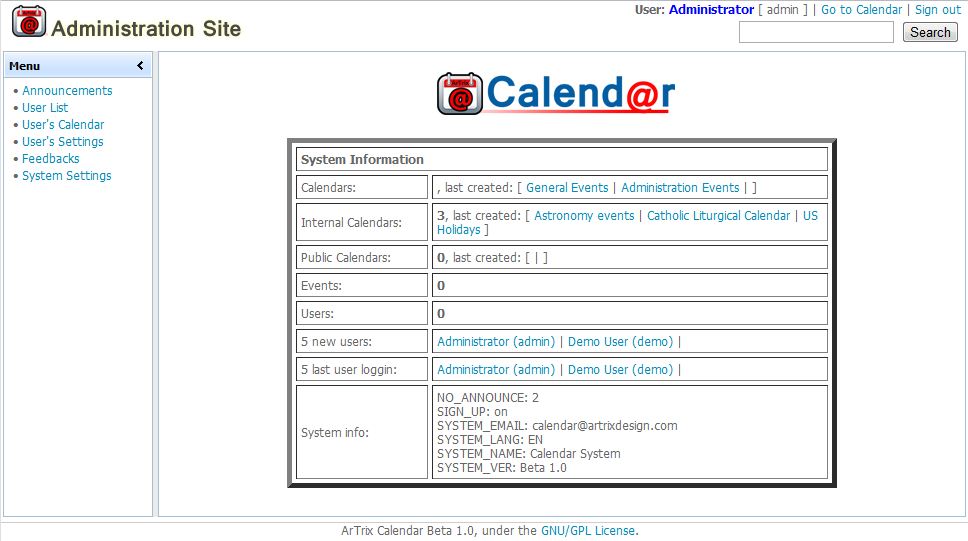 User: Administrator [ admin ] | Go to Calendar | Sign out
Administration Site
Search
Menu
Announcements
User List
User's Calendar
User's Settings
Feedbacks
System Settings
Calend@r
System Information
Calendars: , last created: [ General Events | Administration Events | ]
Internal Calendars: 3, last created: [ Astronomy events | Catholic Liturgical Calendar | US
Holidays ]
Public Calendars: 0, last created: [ | ]
Events: 0
Users: 0
5 new users: Administrator (admin) | Demo User (demo) |
5 last user loggin: Administrator (admin) | Demo User (demo) |
System info:
NO_ANNOUNCE: 2
SIGN_UP: on
SYSTEM_EMAIL: calendar@artrixdesign.com
SYSTEM_LANG: EN
SYSTEM_NAME: Calendar System
SYSTEM_VER: Beta 1.0
ArTrix Calendar Beta 1.0, under the GNU/GPL License.